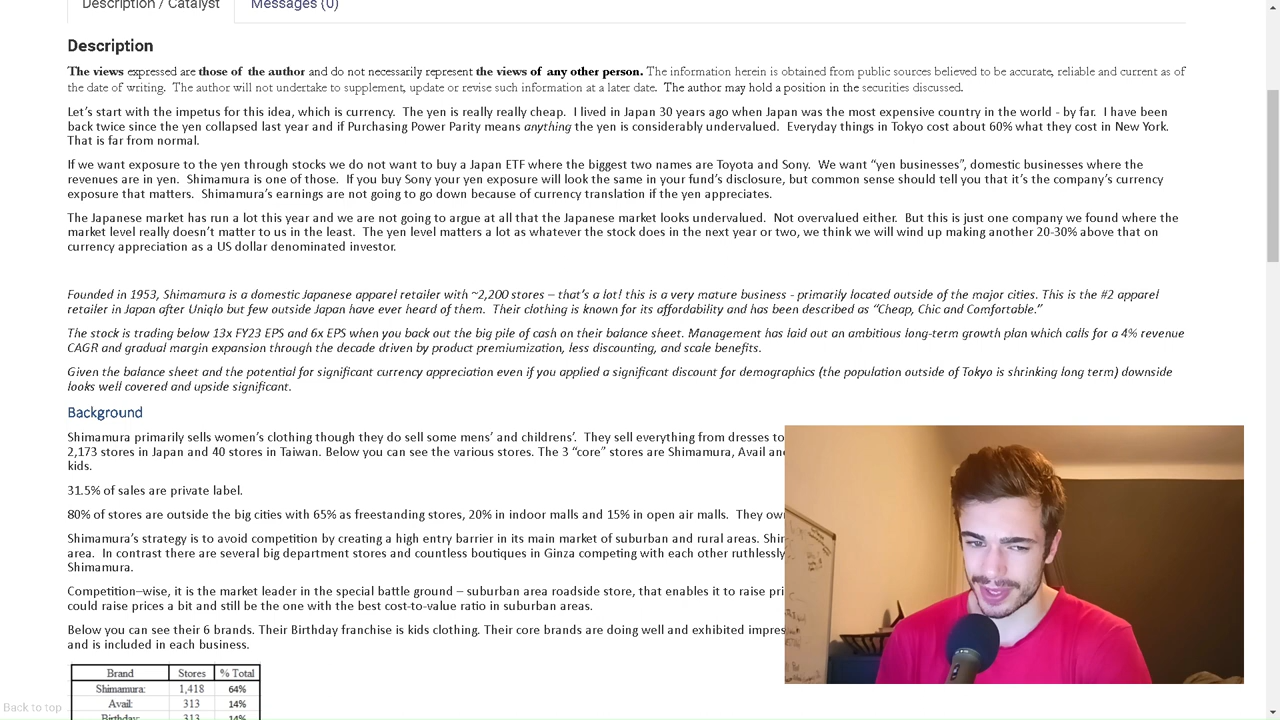 Description / Catalyst
Messages (0)
Description
The views expressed are those of the author and do not necessarily represent the views of any other person. The information herein is obtained from public sources believed to be accurate, reliable and current as of
the date of writing. The author will not undertake to supplement, update or revise such information at a later date. The author may hold a position in the securities discussed.
Let's start with the impetus for this idea, which is currency. The yen is really really cheap. I lived in Japan 30 years ago when Japan was the most expensive country in the world - by far. I have been
back twice since the yen collapsed last year and if Purchasing Power Parity means anything the yen is considerably undervalued. Everyday things in Tokyo cost about 60% what they cost in New York.
That is far from normal.
If we want exposure to the yen through stocks we do not want to buy a Japan ETF where the biggest two names are Toyota and Sony. We want "yen businesses", domestic businesses where the
revenues are in yen. Shimamura is one of those. If you buy Sony your yen exposure will look the same in your fund's disclosure, but common sense should tell you that it's the company's currency
exposure that matters. Shimamura's earnings are not going to go down because of currency translation if the yen appreciates.
The Japanese market has run a lot this year and we are not going to argue at all that the Japanese market looks undervalued. Not overvalued either. But this is just one company we found where the
market level really doesn't matter to us in the least. The yen level matters a lot as whatever the stock does in the next year or two, we think we will wind up making another 20-30% above that on
currency appreciation as a US dollar denominated investor.
Founded in 1953, Shimamura is a domestic Japanese apparel retailer with ~2,200 stores – that's a lot! this is a very mature business - primarily located outside of the major cities. This is the #2 apparel
retailer in Japan after Uniqlo but few outside Japan have ever heard of them. Their clothing is known for its affordability and has been described as "Cheap, Chic and Comfortable."
The stock is trading below 13x FY23 EPS and 6x EPS when you back out the big pile of cash on their balance sheet. Management has laid out an ambitious long-term growth plan which calls for a 4% revenue
CAGR and gradual margin expansion through the decade driven by product premiumization, less discounting, and scale benefits.
Given the balance sheet and the potential for significant currency appreciation even if you applied a significant discount for demographics (the population outside of Tokyo is shrinking long term) downside
looks well covered and upside significant.
Background
Shimamura primarily sells women's clothing though they do sell some mens' and childrens'. They sell everything from dresses to
2,173 stores in Japan and 40 stores in Taiwan. Below you can see the various stores. The 3 "core" stores are Shimamura, Avail an
kids.
31.5% of sales are private label.
80% of stores are outside the big cities with 65% as freestanding stores, 20% in indoor malls and 15% in open air malls. They ow
Shimamura's strategy is to avoid competition by creating a high entry barrier in its main market of suburban and rural areas. Shi
area. In contrast there are several big department stores and countless boutiques in Ginza competing with each other ruthlessly
Shimamura.
Competition–wise, it is the market leader in the special battle ground – suburban area roadside store, that enables it to raise pri
could raise prices a bit and still be the one with the best cost-to-value ratio in suburban areas.
Below you can see their 6 brands. Their Birthday franchise is kids clothing. Their core brands are doing well and exhibited impres
and is included in each business.
Brand Stores % Total
Shimamura: 1,418 64%
Avail: 313 14%
Birthday: 313 14%
Back to top